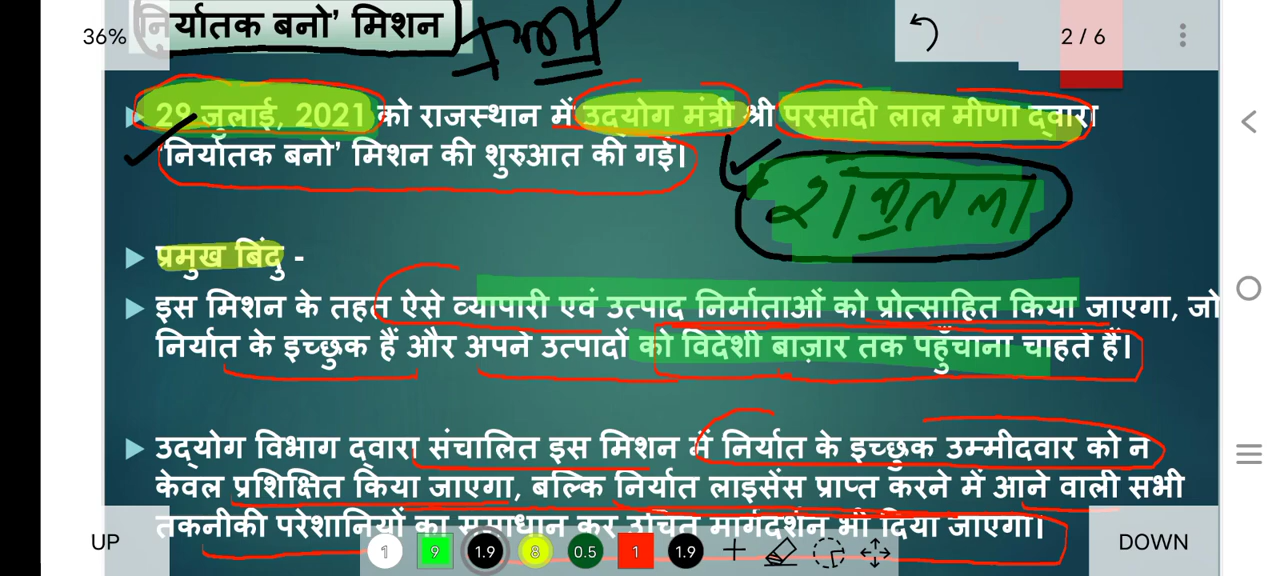 36%
निर्यातक बनो’ मिशन
2 / 6
29 जुलाई, 2021 को राजस्थान में उद्योग मंत्री श्री परसादी लाल मीणा द्वारा
‘निर्यातक बनो’ मिशन की शुरुआत की गई।
प्रमुख बिंदु -
इस मिशन के तहत ऐसे व्यापारी एवं उत्पाद निर्माताओं को प्रोत्साहित किया जाएगा, जो
निर्यात के इच्छुक हैं और अपने उत्पादों को विदेशी बाज़ार तक पहुँचाना चाहते हैं।
उद्योग विभाग द्वारा संचालित इस मिशन में निर्यात के इच्छुक उम्मीदवार को न
केवल प्रशिक्षित किया जाएगा, बल्कि निर्यात लाइसेंस प्राप्त करने में आने वाली सभी
तकनीकी परेशानियों का समाधान कर उचित मार्गदर्शन भी दिया जाएगा।
UP
1 9 1.9 8 0.5 1 1.9
DOWN